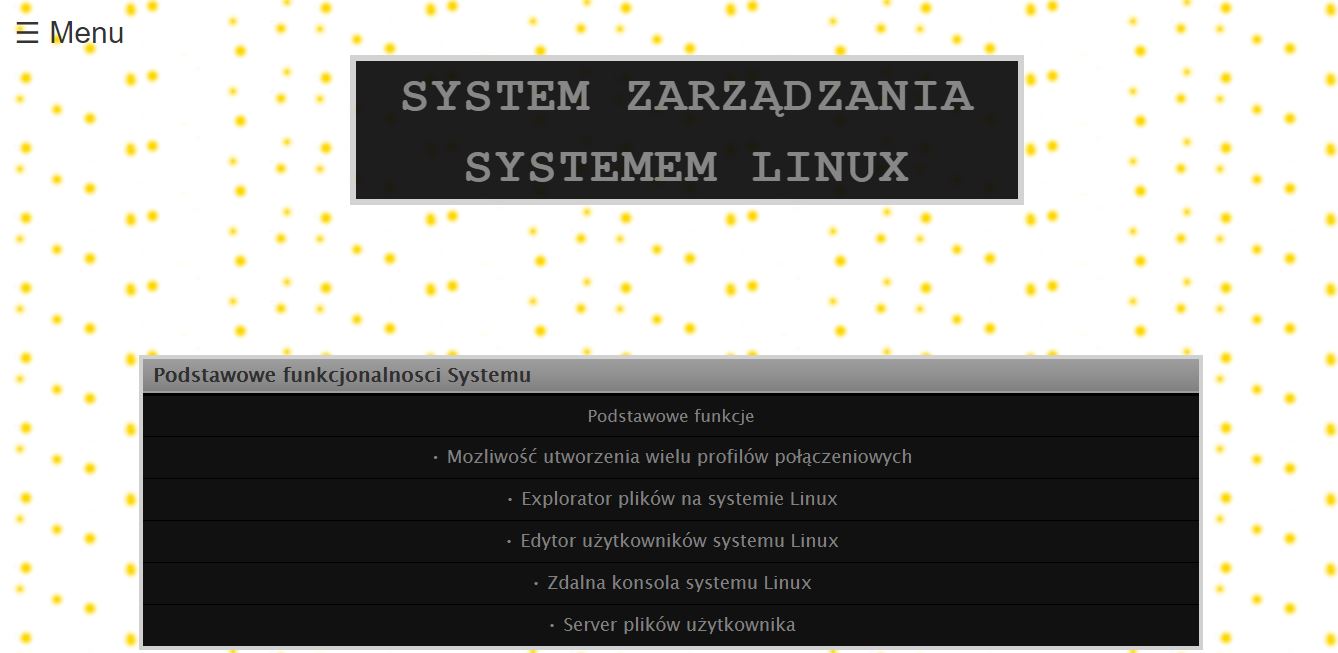 ☰ Menu
SYSTEM ZARZĄDZANIA
SYSTEMEM LINUX
Podstawowe funkcjonalnosci Systemu
Podstawowe funkcje
· Mozliwość utworzenia wielu profilów połączeniowych
· Explorator plików na systemie Linux
· Edytor użytkowników systemu Linux
· Zdalna konsola systemu Linux
· Server plików użytkownika